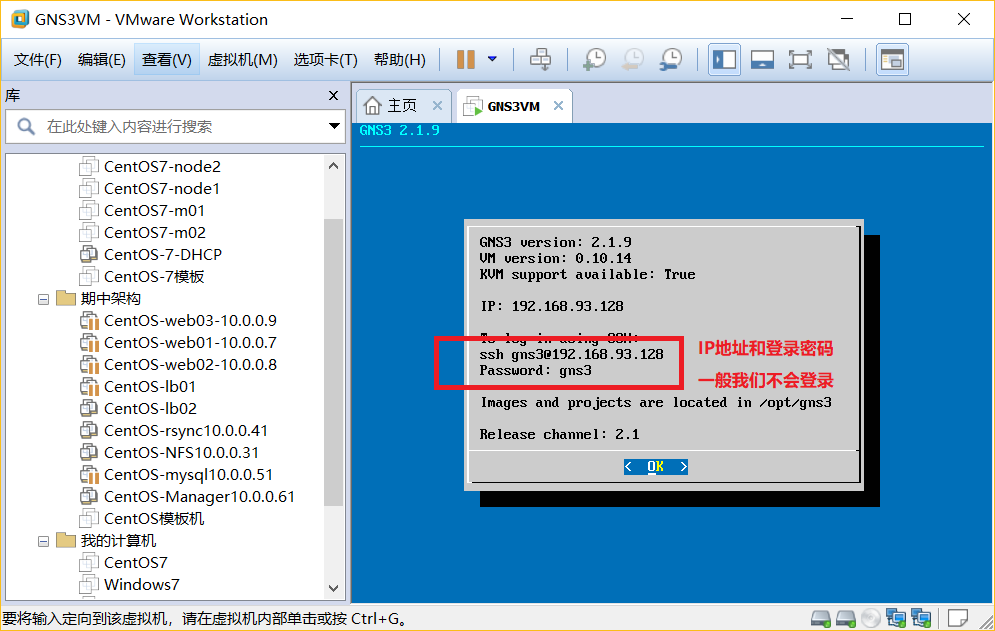 GNS3VM - VMware Workstation
文件(F) 编辑(E) 查看(V) 虚拟机(M) 选项卡(T) 帮助(H)
库
在此处键入内容进行搜索
CentOS7-node2
CentOS7-node1
CentOS7-m01
CentOS7-m02
CentOS-7-DHCP
CentOS-7模板
期中架构
CentOS-web03-10.0.0.9
CentOS-web01-10.0.0.7
CentOS-web02-10.0.0.8
CentOS-lb01
CentOS-lb02
CentOS-rsync10.0.0.41
CentOS-NFS10.0.0.31
CentOS-mysql10.0.0.51
CentOS-Manager10.0.0.61
CentOS模板机
我的计算机
CentOS7
Windows7
主页 GNS3VM
GNS3 2.1.9
GNS3 version: 2.1.9
VM version: 0.10.14
KVM support available: True
IP: 192.168.93.128
To log in using SSH:
ssh gns3@192.168.93.128
Password: gns3
IP地址和登录密码
一般我们不会登录
Images and projects are located in /opt/gns3
Release channel: 2.1
< OK >
要将输入定向到该虚拟机，请在虚拟机内部单击或按 Ctrl+G。